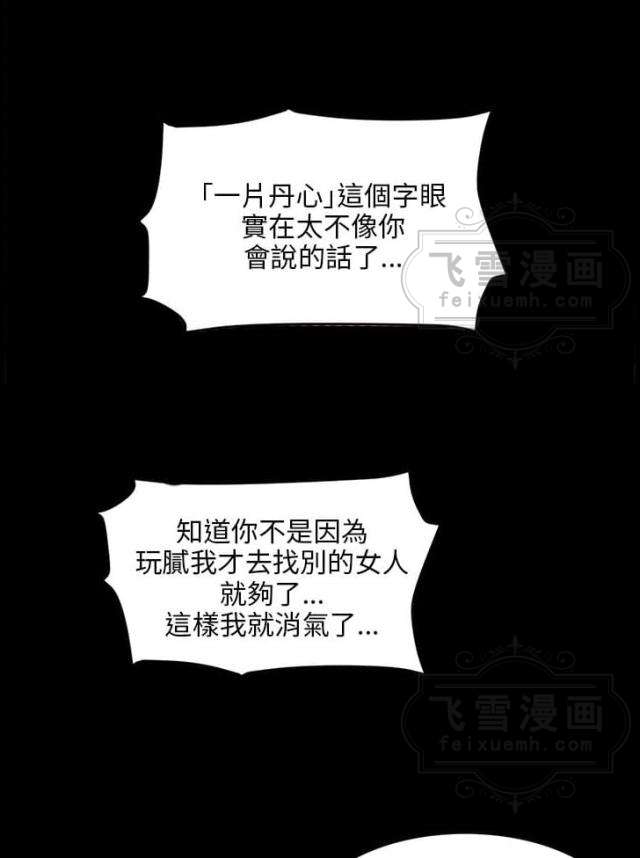 「一片丹心」這個字眼
實在太不像你
會說的話了...
飞雪漫画
feixuemh.com
知道你不是因為
玩膩我才去找別的女人
就夠了...
這樣我就消氣了...
飞雪漫画
feixuemh.com